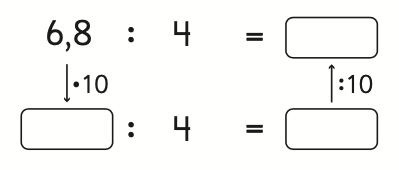 6,8 : 4 =
·10 :10
: 4 =